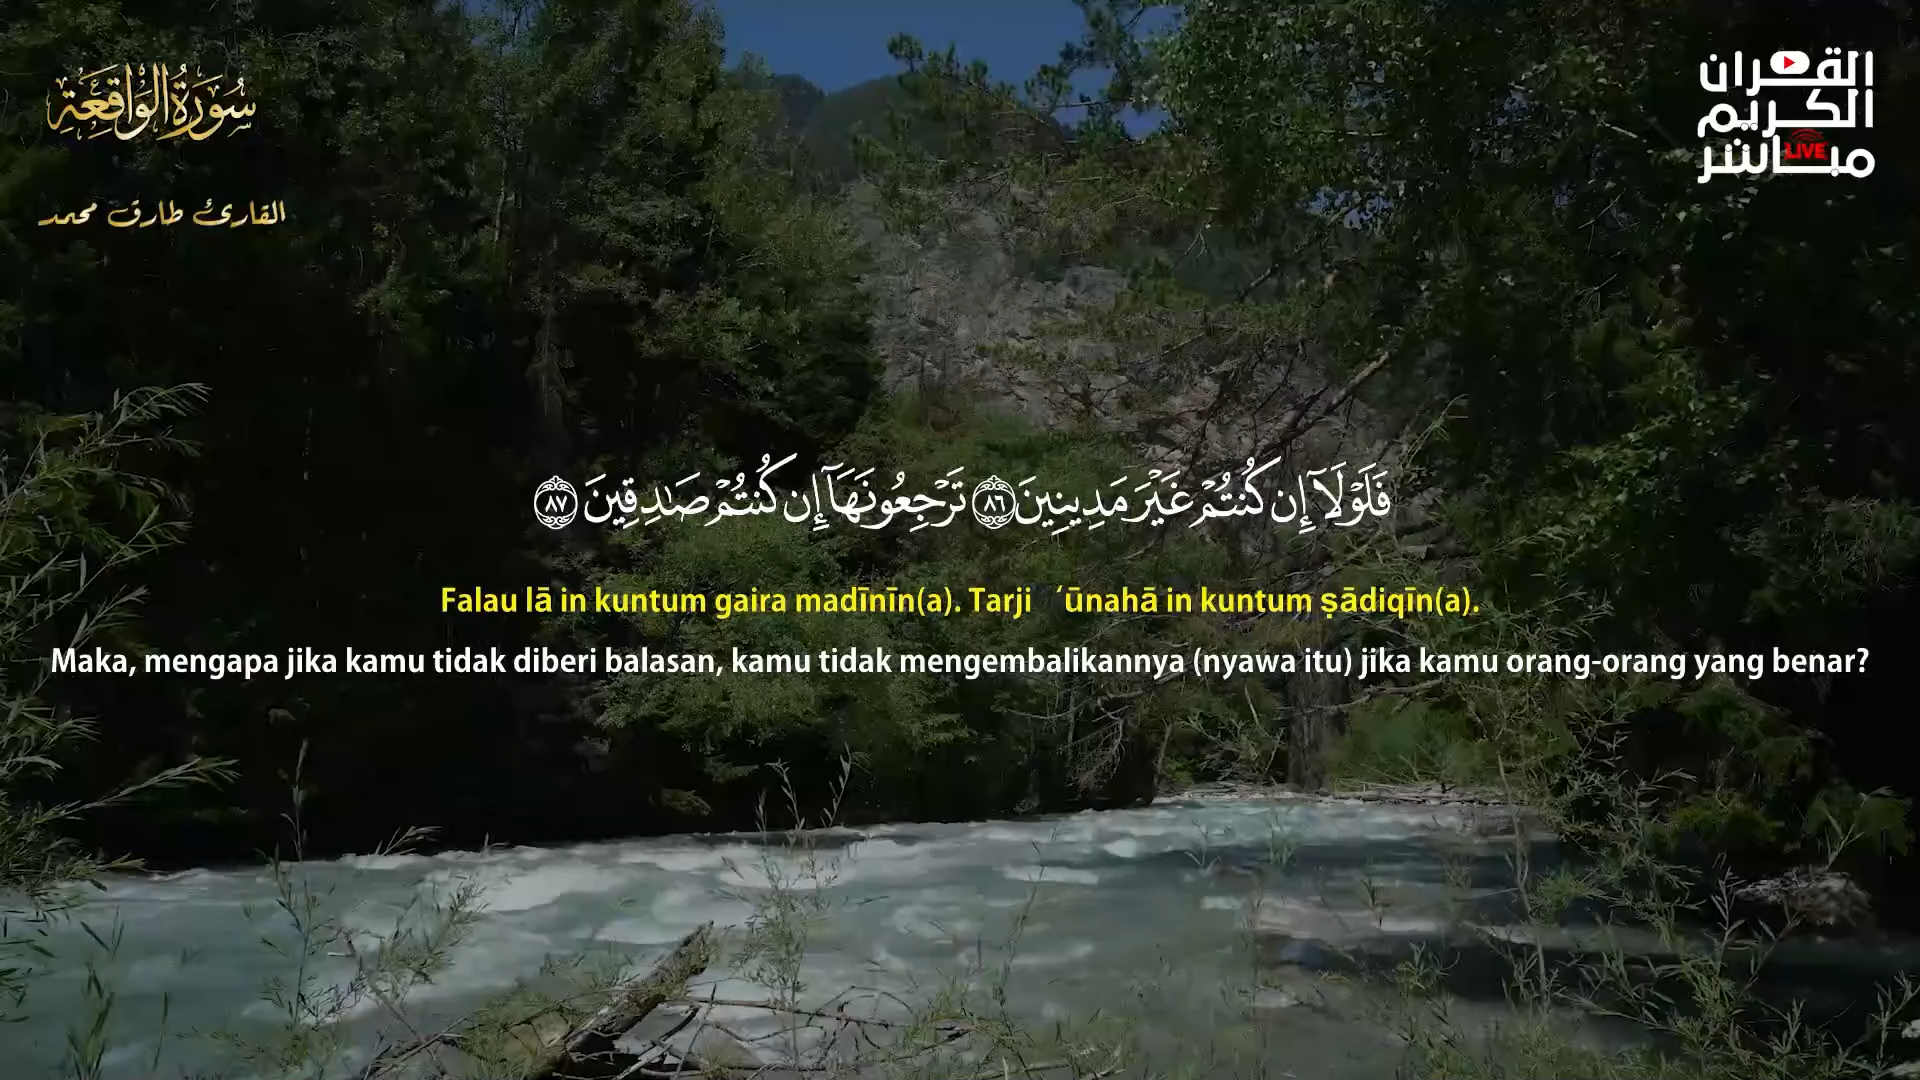 سُورَةُ الْوَاقِعَةِ
القارئ طارق محمد
القرآن
الكريم
مباشر
LIVE
فَلَوْلَآ إِن كُنتُمْ غَيْرَ مَدِينِينَ ٨٦ تَرْجِعُونَهَآ إِن كُنتُمْ صَـٰدِقِينَ ٨٧
Falau lā in kuntum gaira madīnīn(a). Tarji ‘ūnahā in kuntum ṣādiqīn(a).
Maka, mengapa jika kamu tidak diberi balasan, kamu tidak mengembalikannya (nyawa itu) jika kamu orang-orang yang benar?